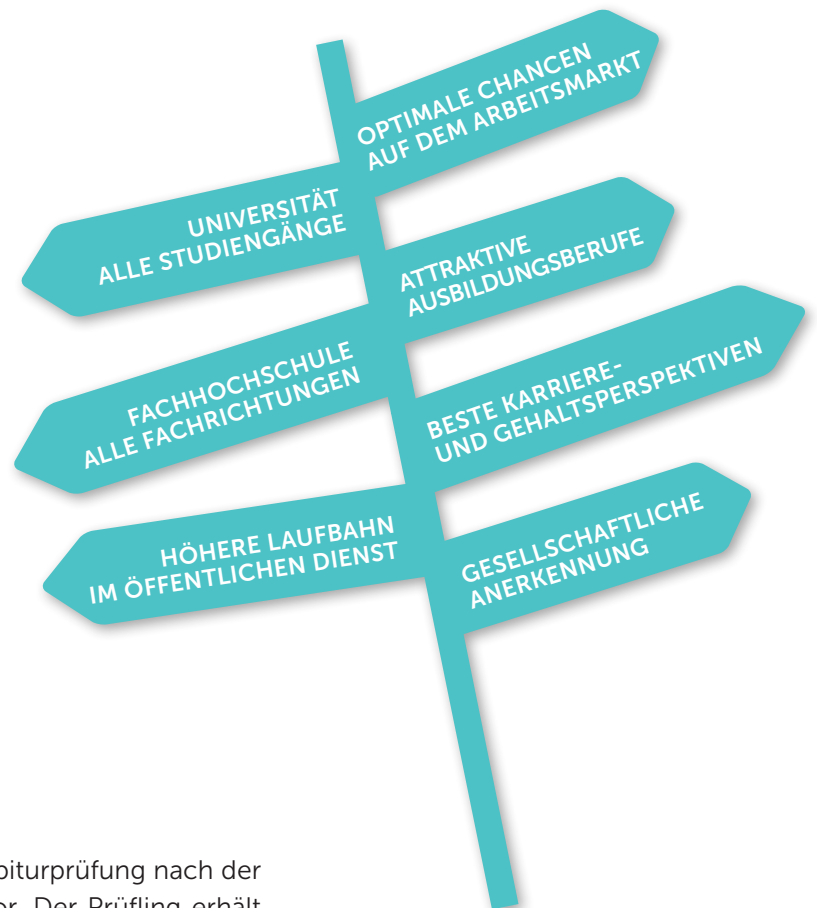 OPTIMALE CHANCEN
AUF DEM ARBEITSMARKT
UNIVERSITÄT
ALLE STUDIENGÄNGE
ATTRAKTIVE
AUSBILDUNGSBERUFE
FACHHOCHSCHULE
ALLE FACHRICHTUNGEN
BESTE KARRIERE-
UND GEHALTSPERSPEKTIVEN
HÖHERE LAUFBAHN
IM ÖFFENTLICHEN DIENST
GESELLSCHAFTLICHE
ANERKENNUNG
biturprüfung nach der
Der Prüfling erhält